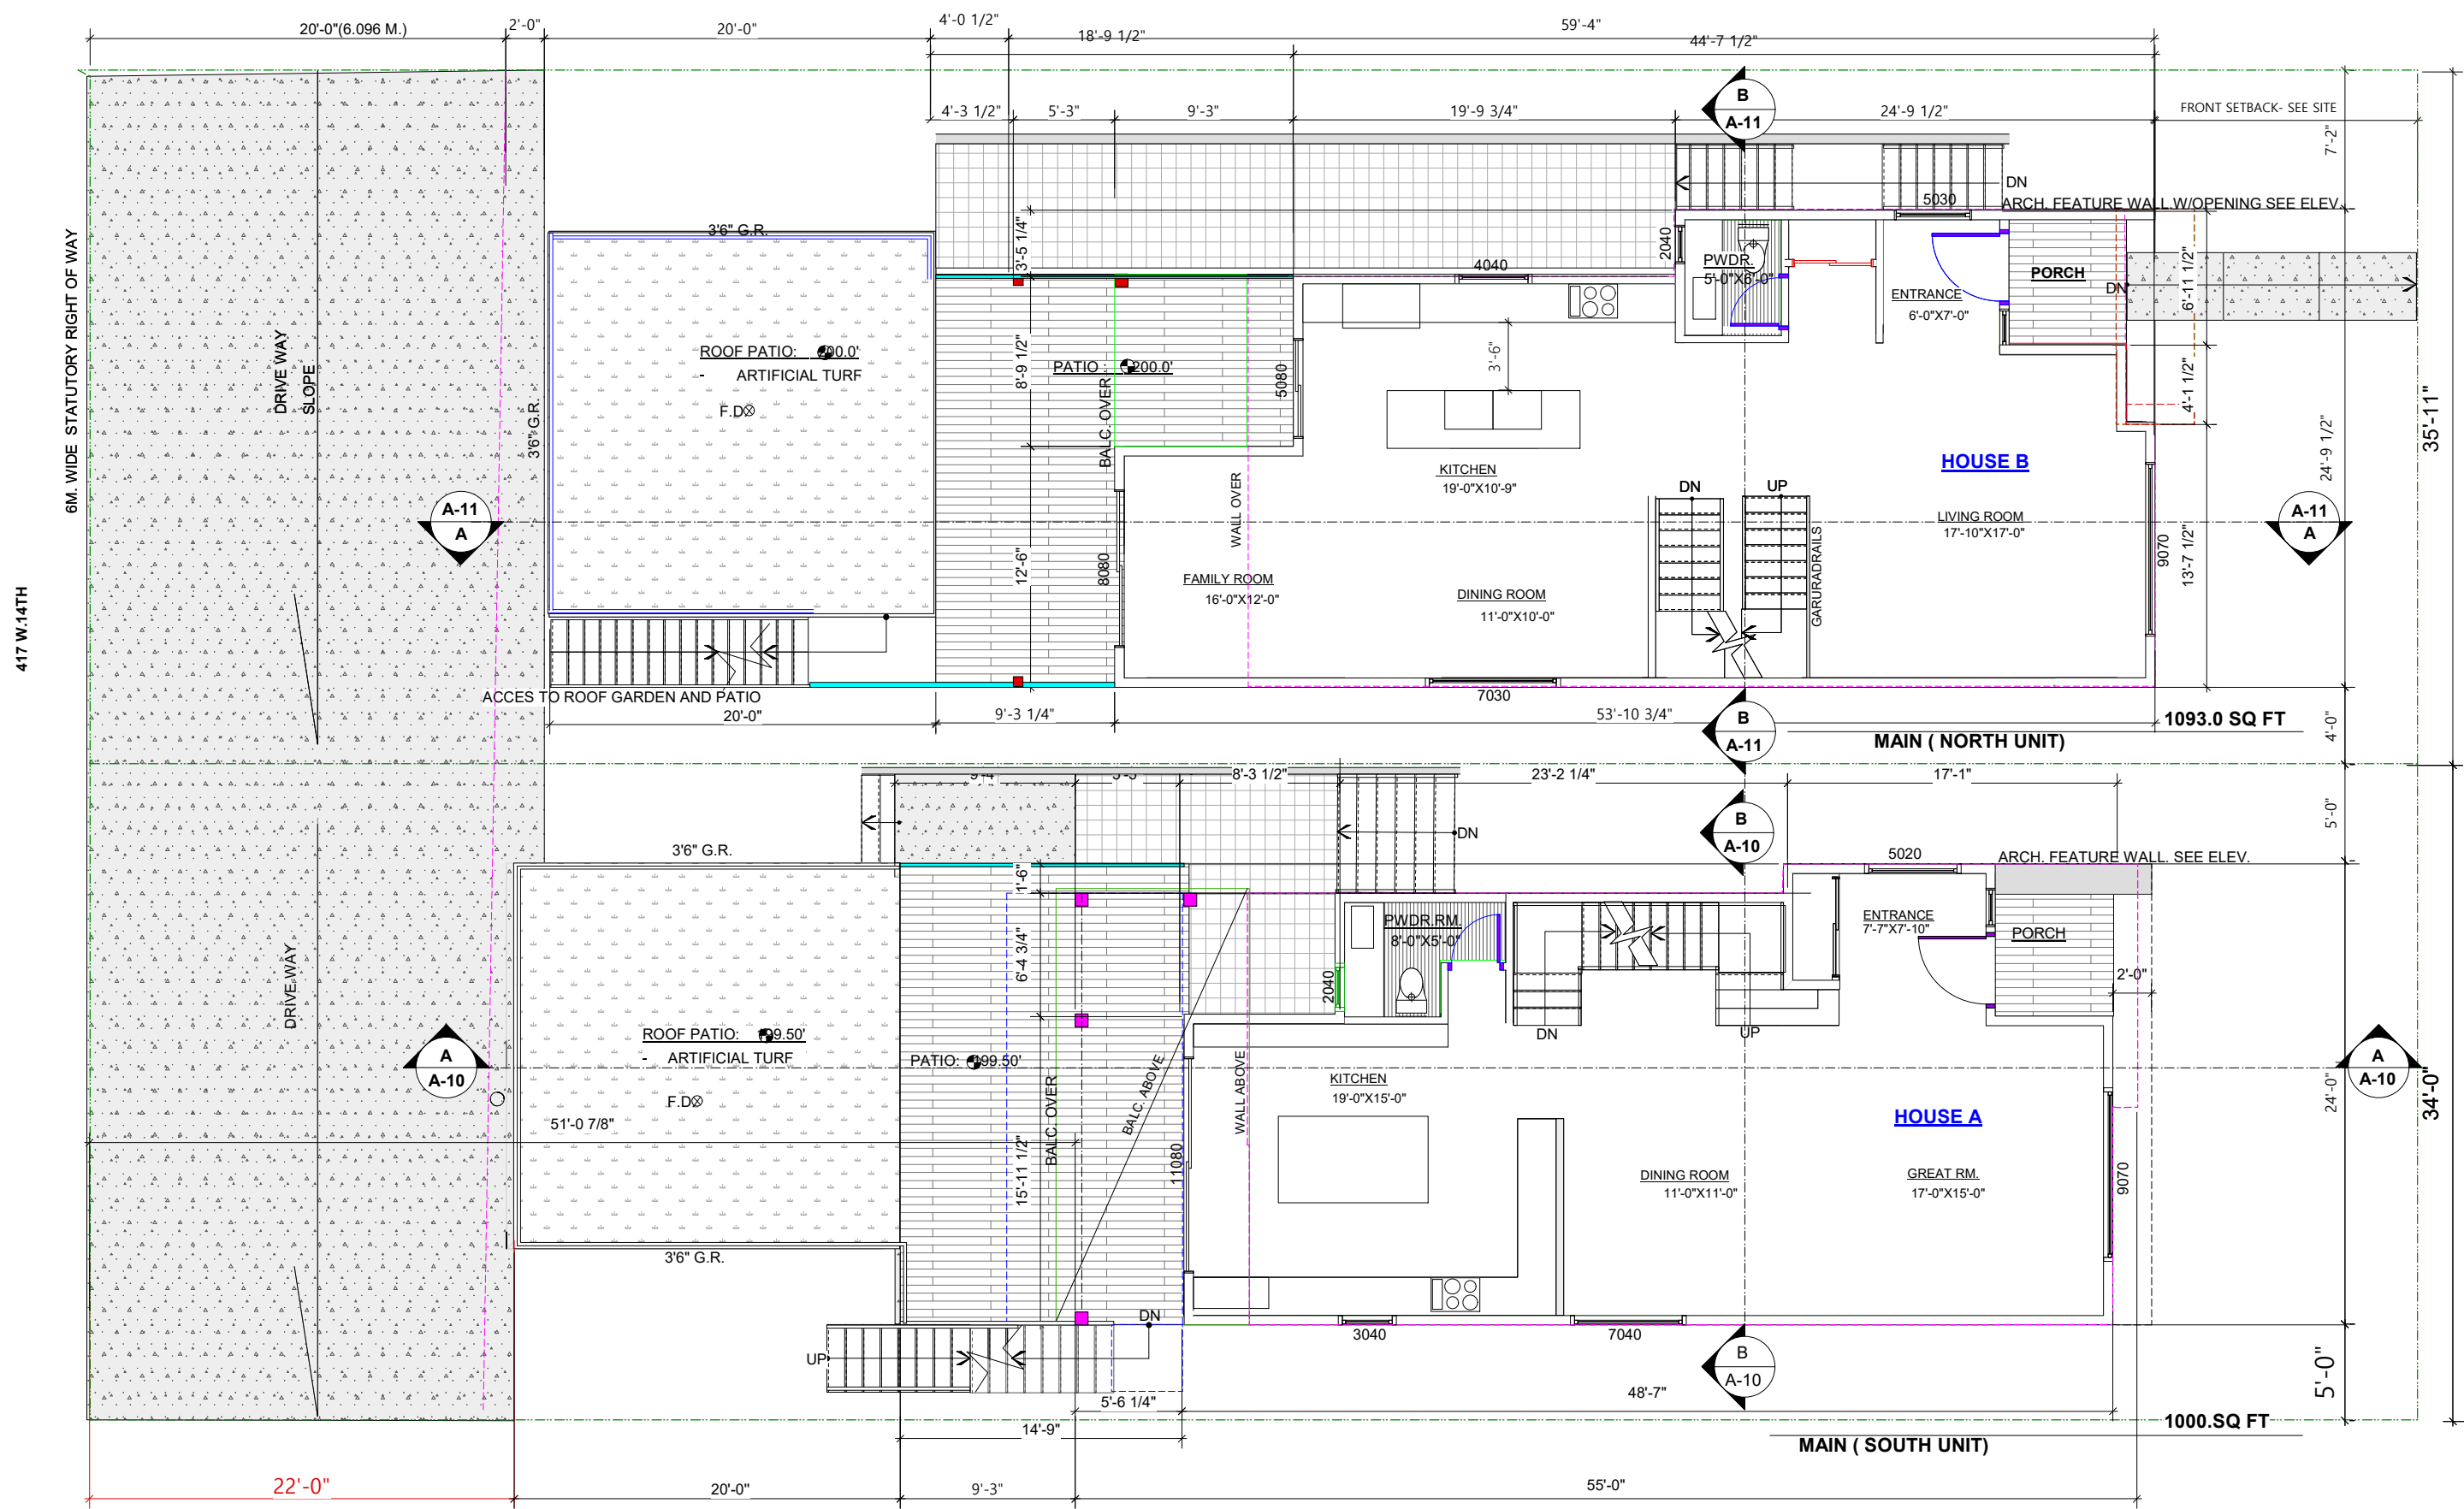 20'-0"(6.096 M.)
2'-0"
20'-0"
4'-0 1/2"
18'-9 1/2"
59'-4"
44'-7 1/2"
4'-3 1/2"
5'-3"
9'-3"
19'-9 3/4"
B
A-11
24'-9 1/2"
FRONT SETBACK- SEE SITE
7'-2"
DN
5030
ARCH. FEATURE WALL W/OPENING SEE ELEV.
6M. WIDE STATUTORY RIGHT OF WAY
417 W.14TH
DRIVE WAY
SLOPE
3'6" G.R.
3'6" G.R.
3'-5 1/4"
4040
2040
PWDR.
5'-0"X6'-0"
ENTRANCE
6'-0"X7'-0"
PORCH
DN
6'-11 1/2"
ROOF PATIO:
- ARTIFICIAL TURF
F.D
8'-9 1/2"
PATIO : 200.0'
BALC. OVER
5080
3'-6"
4'-1 1/2"
24'-9 1/2"
35'-11"
KITCHEN
19'-0"X10'-9"
HOUSE B
WALL OVER
DN
UP
GARURADRAILS
LIVING ROOM
17'-10"X17'-0"
A-11
A
A-11
A
12'-6"
8080
FAMILY ROOM
16'-0"X12'-0"
DINING ROOM
11'-0"X10'-0"
9070
13'-7 1/2"
ACCES TO ROOF GARDEN AND PATIO
7030
20'-0"
9'-3 1/4"
53'-10 3/4"
B
A-11
1093.0 SQ FT
MAIN ( NORTH UNIT)
4'-0"
8'-3 1/2"
23'-2 1/4"
17'-1"
B
A-10
DN
5'-0"
3'6" G.R.
5020
ARCH. FEATURE WALL. SEE ELEV.
1'-6"
PWDR.RM.
8'-0"X5'-0"
ENTRANCE
7'-7"X7'-10"
PORCH
DRIVE WAY
6'-4 3/4"
2040
2'-0"
DN
UP
ROOF PATIO:
- ARTIFICIAL TURF
F.D
PATIO:
A
A-10
51'-0 7/8"
BALC. OVER
BALC. ABOVE
WALL ABOVE
KITCHEN
19'-0"X15'-0"
HOUSE A
A
A-10
24'-0"
34'-0"
15'-11 1/2"
11080
DINING ROOM
11'-0"X11'-0"
GREAT RM.
17'-0"X15'-0"
9070
3'6" G.R.
DN
UP
3040
7040
B
A-10
5'-0"
5'-6 1/4"
48'-7"
14'-9"
1000.SQ FT
MAIN ( SOUTH UNIT)
22'-0"
20'-0"
9'-3"
55'-0"